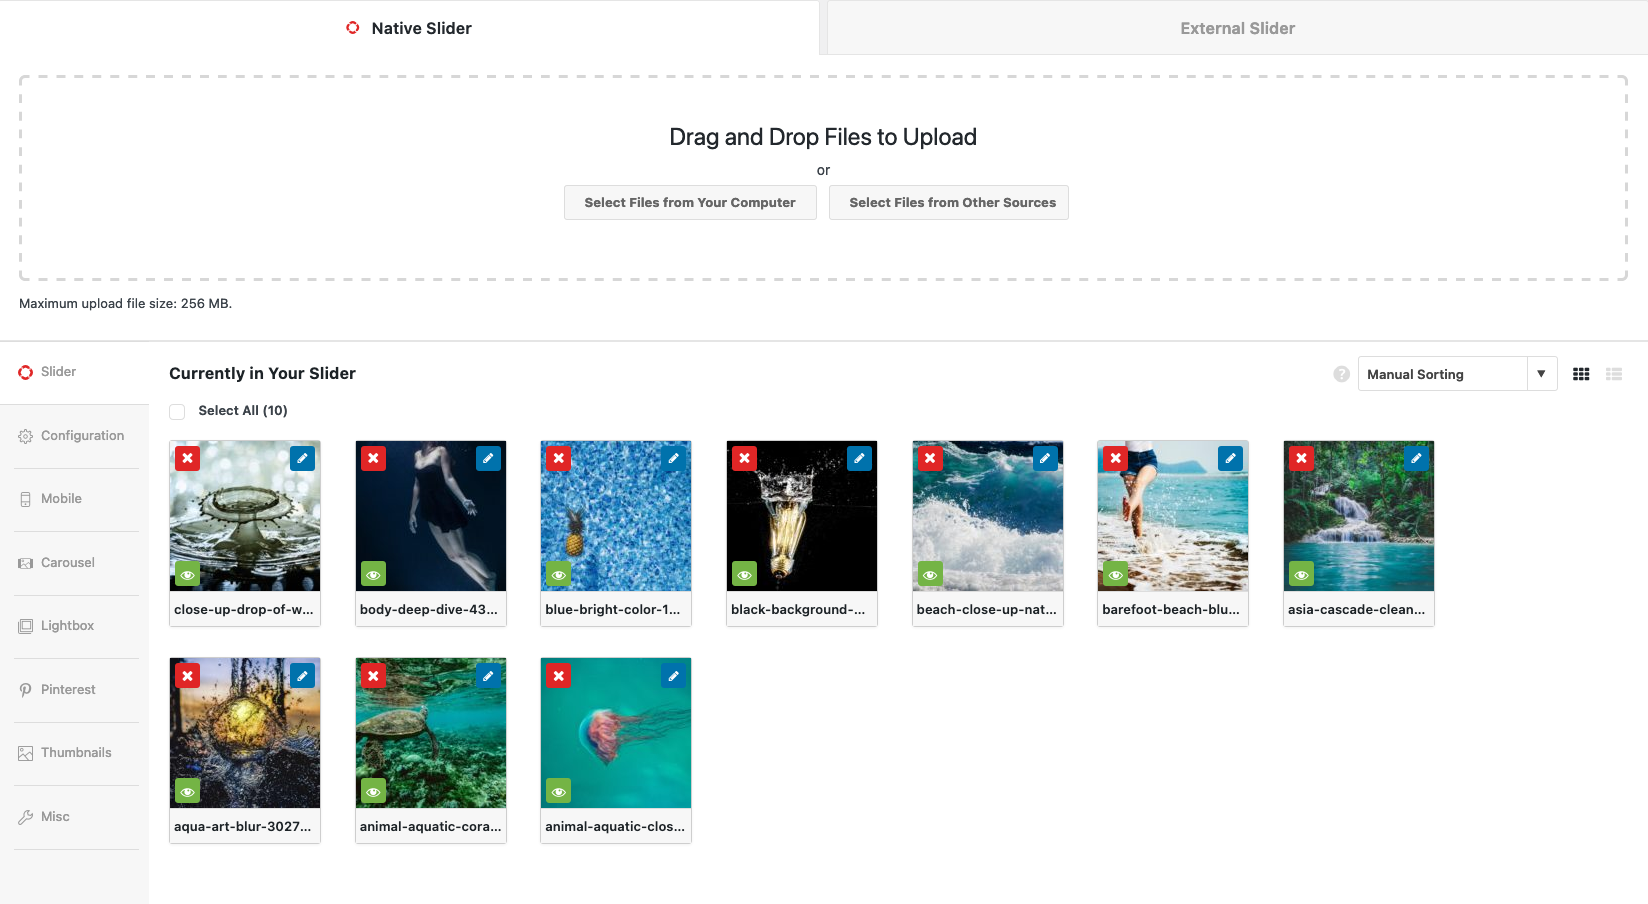 Native Slider
External Slider
Drag and Drop Files to Upload
or
Select Files from Your Computer
Select Files from Other Sources
Maximum upload file size: 256 MB.
Slider
Configuration
Mobile
Carousel
Lightbox
Pinterest
Thumbnails
Misc
Currently in Your Slider
?
Manual Sorting
Select All (10)
close-up-drop-of-w...
body-deep-dive-43...
blue-bright-color-1...
black-background-...
beach-close-up-nat...
barefoot-beach-blu...
asia-cascade-clean...
aqua-art-blur-3027...
animal-aquatic-cora...
animal-aquatic-clos...